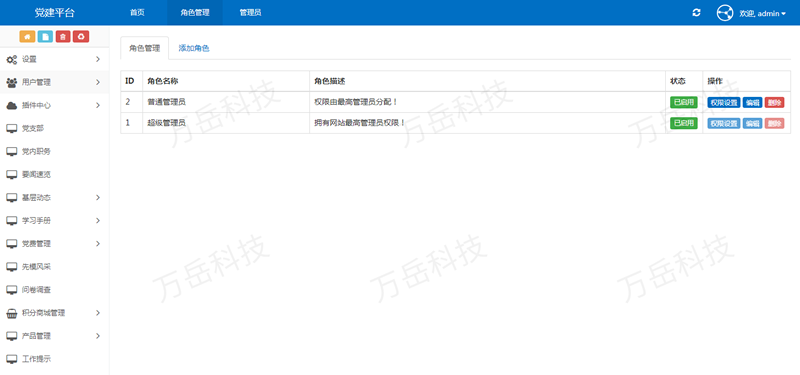 党建平台 首页 角色管理 管理员 欢迎, admin
设置
用户管理
插件中心
党支部
党内职务
要闻速览
基层动态
学习手册
党费管理
先模风采
问卷调查
积分商城管理
产品管理
工作提示
角色管理 添加角色
ID 角色名称 角色描述 状态 操作
2 普通管理员 权限由最高管理员分配！ 已启用 权限设置 编辑 删除
1 超级管理员 拥有网站最高管理员权限！ 已启用 权限设置 编辑 删除
万岳科技 万岳科技 万岳科技
万岳科技 万岳科技 万岳科技